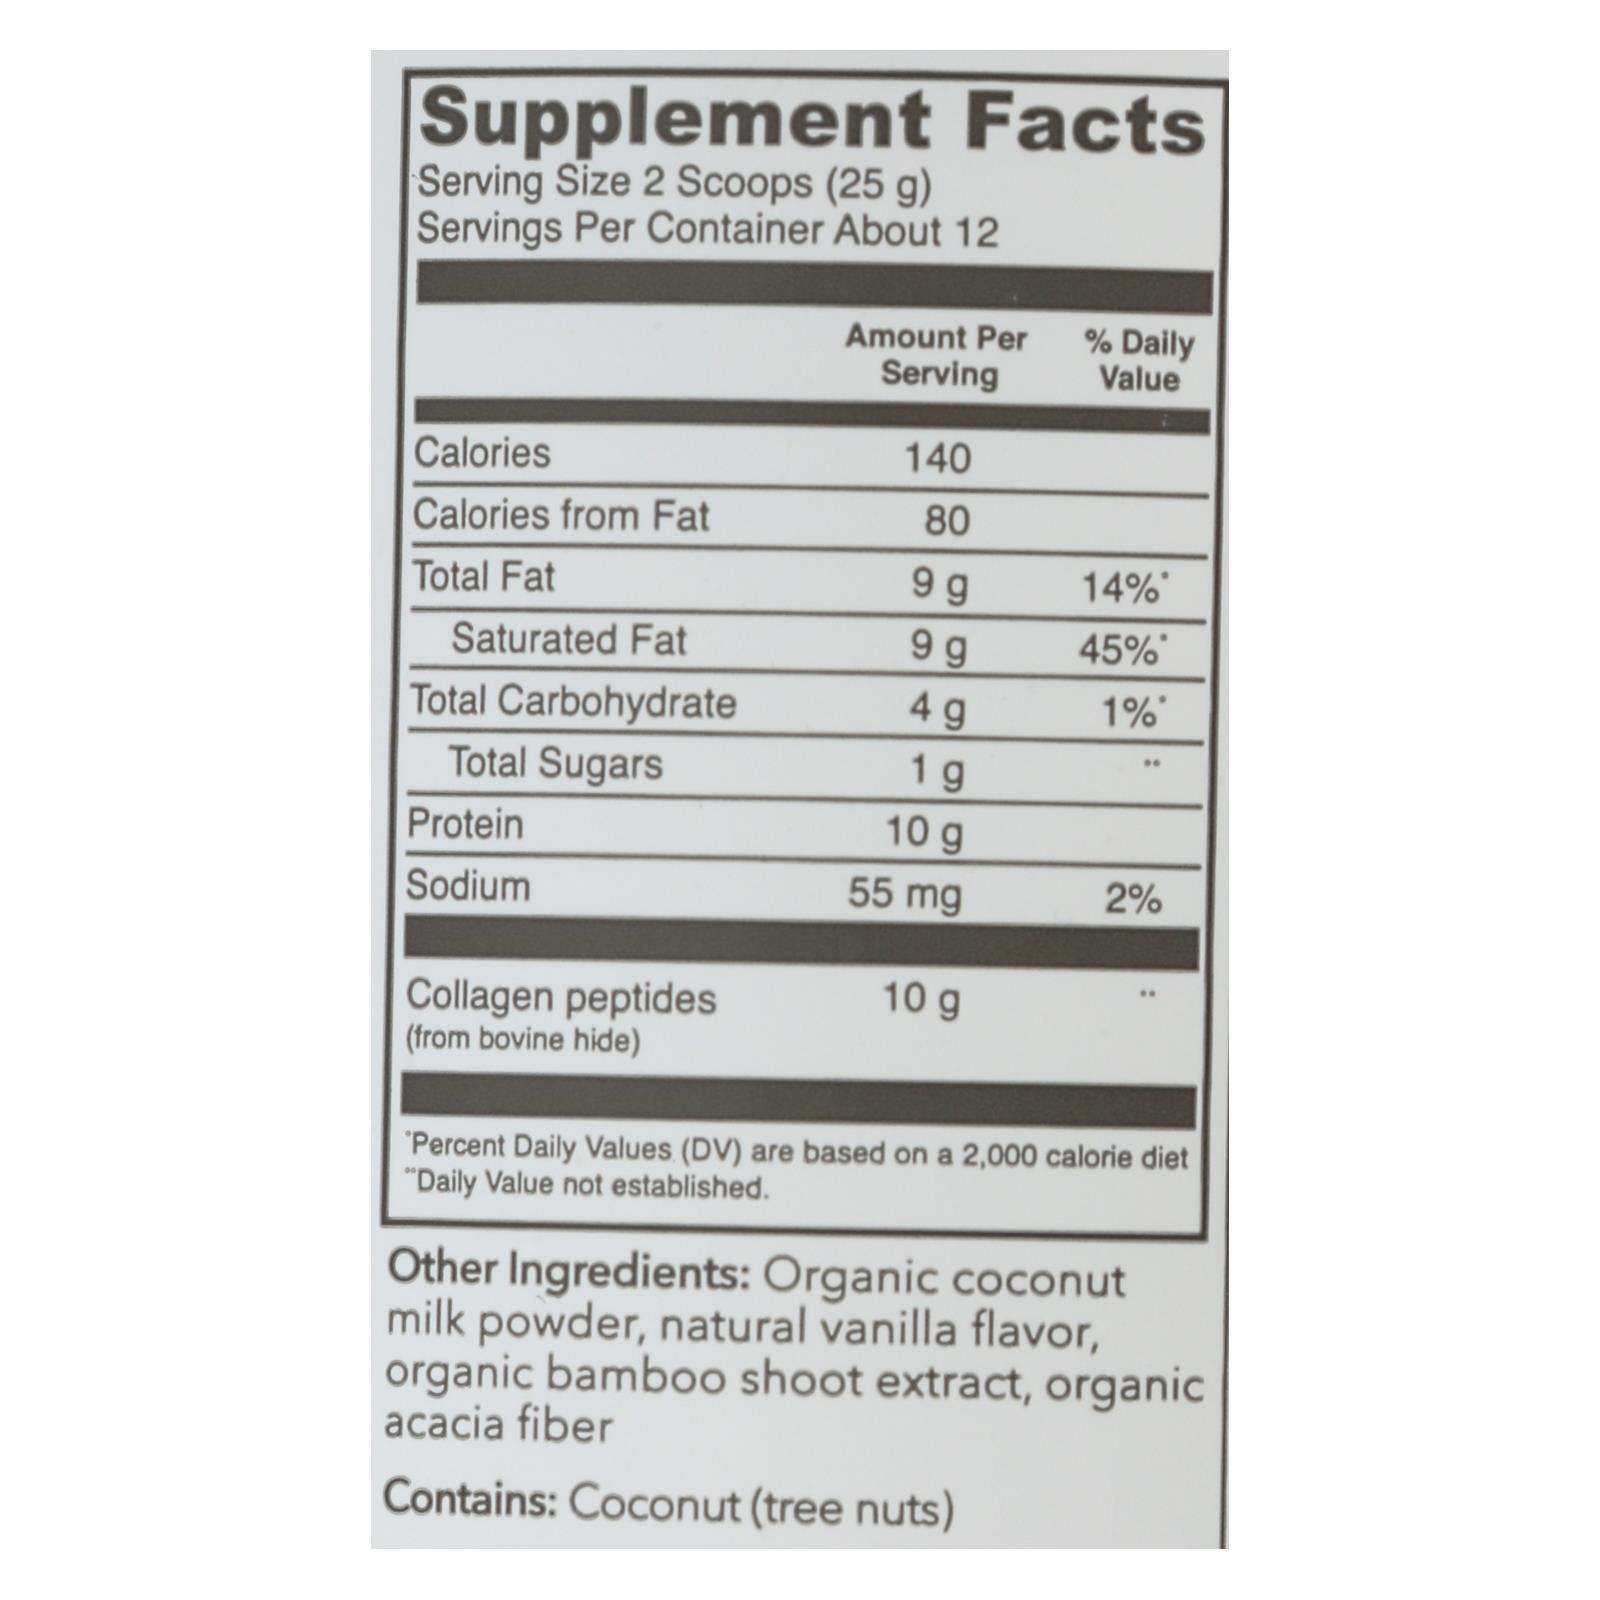 Supplement Facts
Serving Size 2 Scoops (25 g)
Servings Per Container About 12
Amount Per Serving % Daily Value
Calories 140
Calories from Fat 80
Total Fat 9 g 14%*
Saturated Fat 9 g 45%*
Total Carbohydrate 4 g 1%*
Total Sugars 1 g **
Protein 10 g
Sodium 55 mg 2%
Collagen peptides 10 g **
(from bovine hide)
*Percent Daily Values (DV) are based on a 2,000 calorie diet
**Daily Value not established.
Other Ingredients: Organic coconut
milk powder, natural vanilla flavor,
organic bamboo shoot extract, organic
acacia fiber
Contains: Coconut (tree nuts)